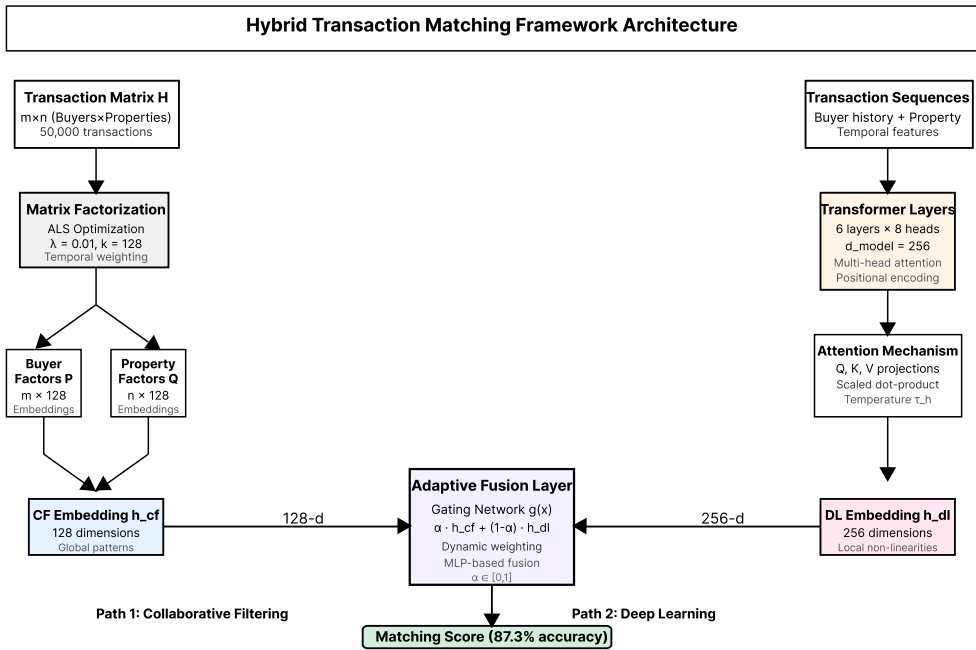 Hybrid Transaction Matching Framework Architecture
Transaction Matrix H
m×n (Buyers×Properties)
50,000 transactions
Matrix Factorization
ALS Optimization
λ = 0.01, k = 128
Temporal weighting
Buyer
Factors P
m × 128
Embeddings
Property
Factors Q
n × 128
Embeddings
CF Embedding h_cf
128 dimensions
Global patterns
128-d
Path 1: Collaborative Filtering
Transaction Sequences
Buyer history + Property
Temporal features
Transformer Layers
6 layers × 8 heads
d_model = 256
Multi-head attention
Positional encoding
Attention Mechanism
Q, K, V projections
Scaled dot-product
Temperature τ_h
DL Embedding h_dl
256 dimensions
Local non-linearities
256-d
Path 2: Deep Learning
Adaptive Fusion Layer
Gating Network g(x)
α · h_cf + (1-α) · h_dl
Dynamic weighting
MLP-based fusion
α ∈ [0,1]
Matching Score (87.3% accuracy)